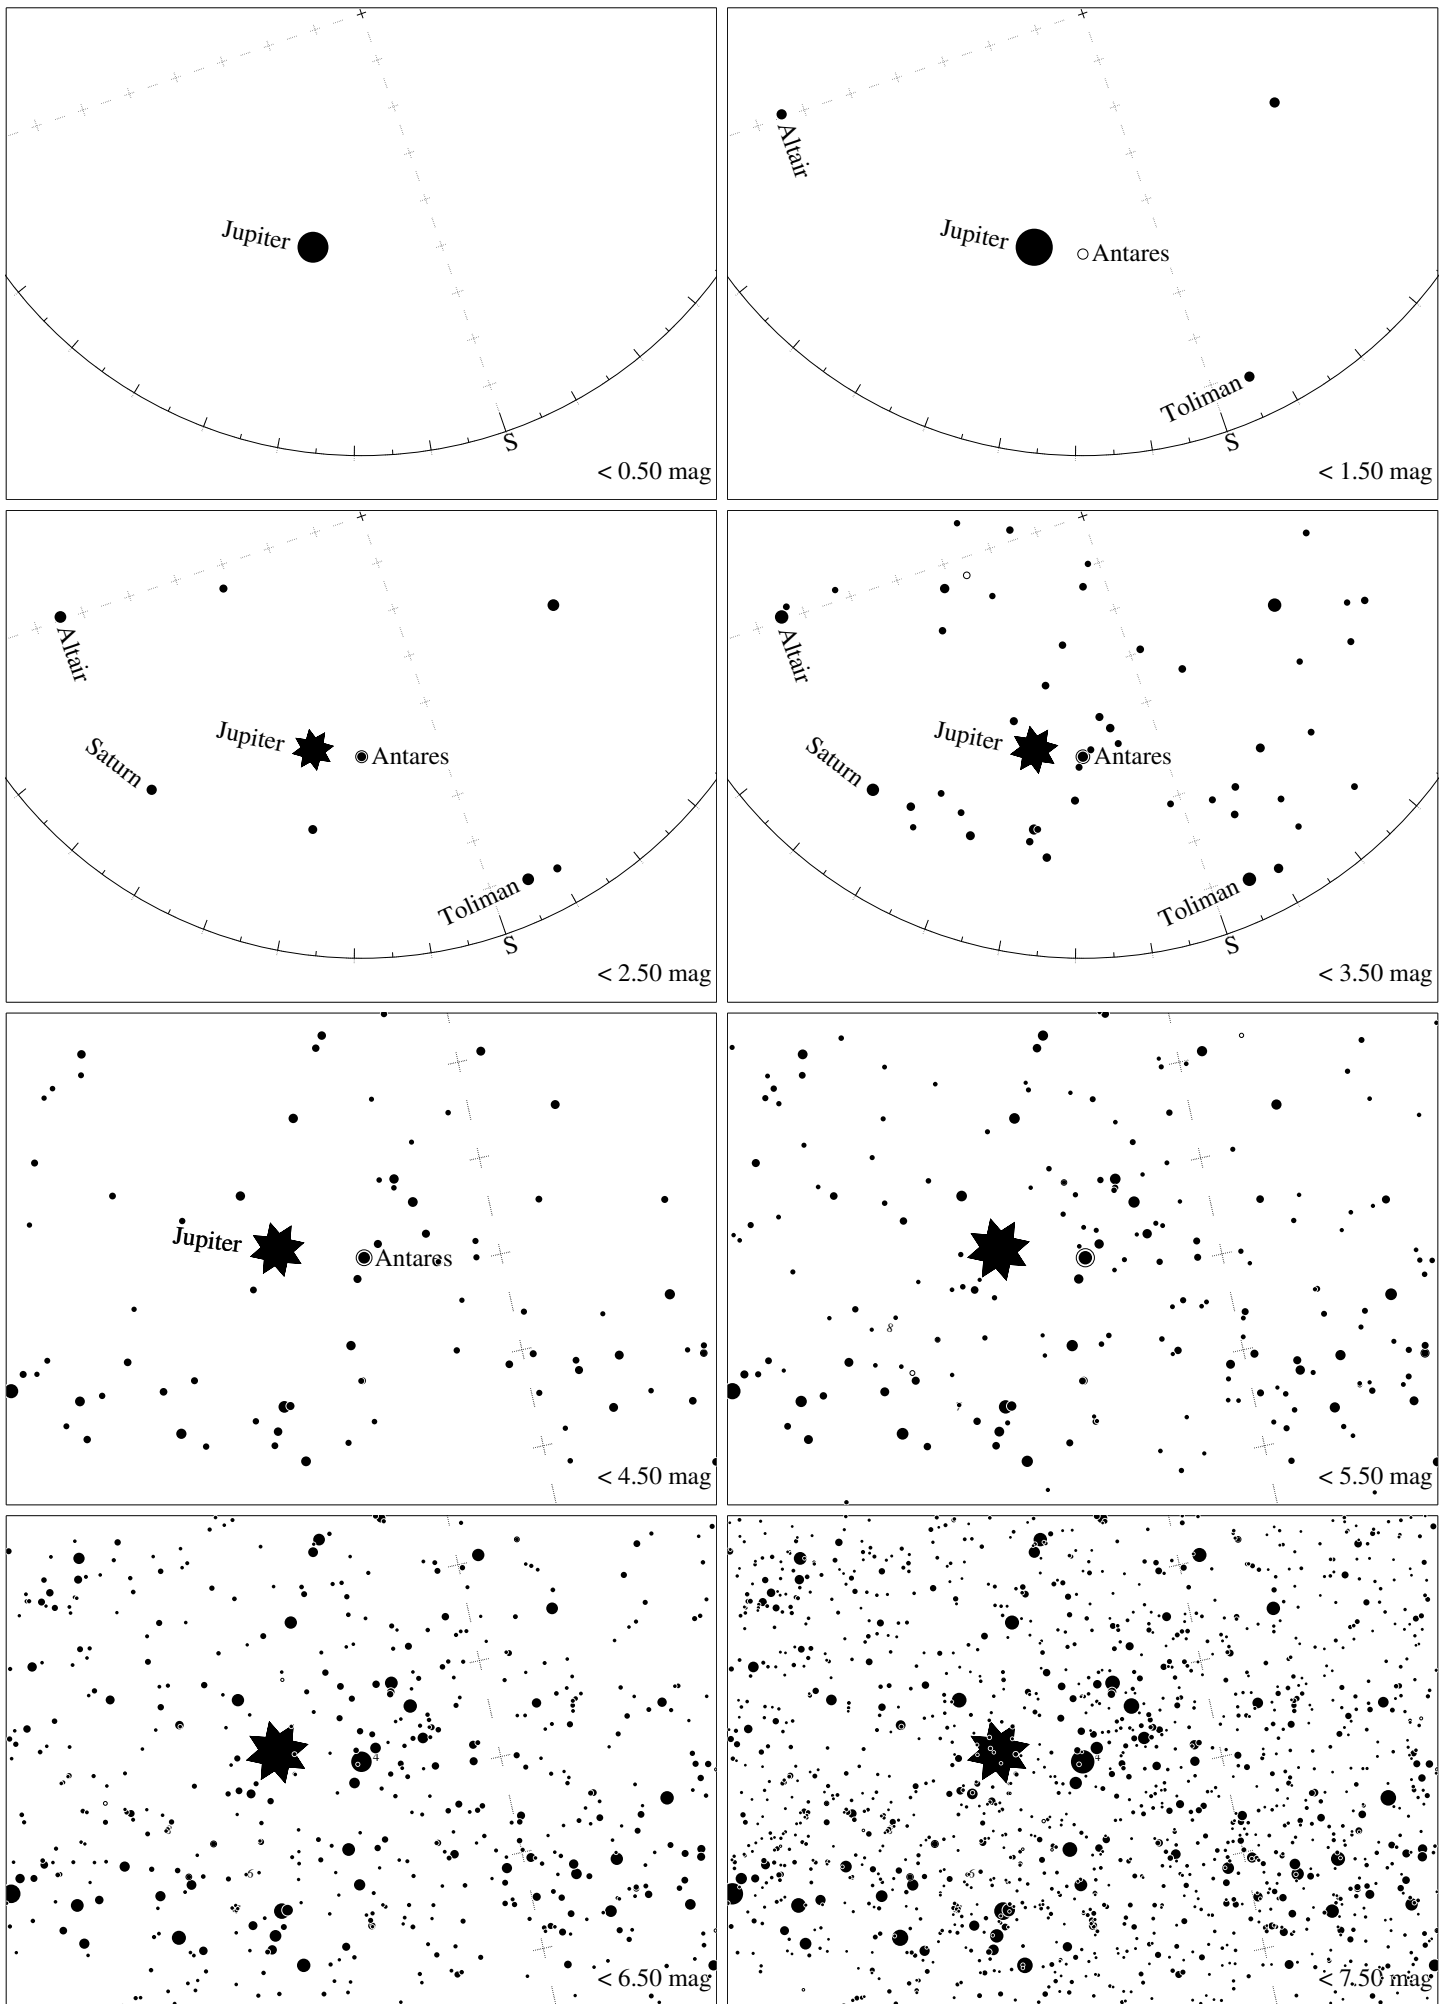 Jupiter
S
< 0.50 mag
Altair
Jupiter
Antares
Toliman
S
< 1.50 mag
Altair
Saturn
Jupiter
Antares
Toliman
S
< 2.50 mag
Altair
Saturn
Jupiter
Antares
Toliman
S
< 3.50 mag
Jupiter
Antares
< 4.50 mag
< 5.50 mag
< 6.50 mag
< 7.50 mag